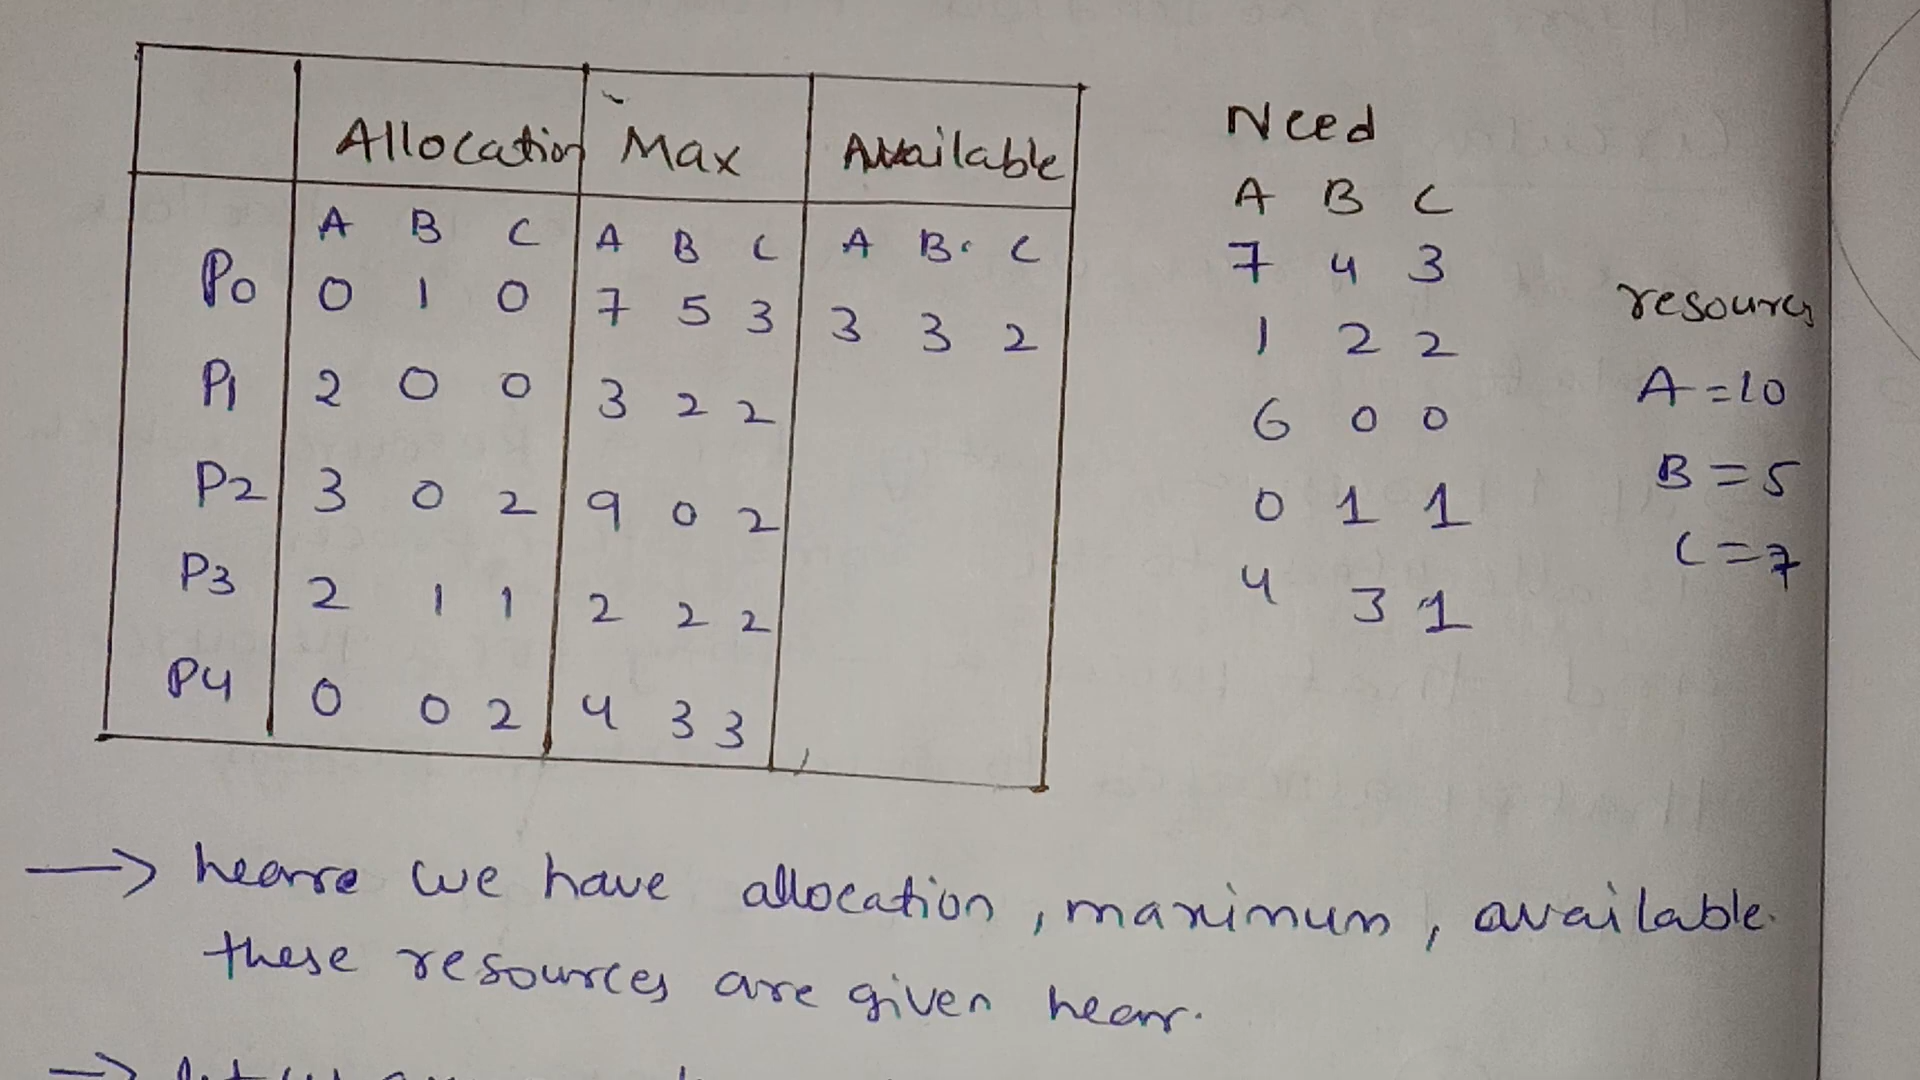 Allocation Max Available
A B C A B C A B. C
P0 0 1 0 7 5 3 3 3 2
P1 2 0 0 3 2 2
P2 3 0 2 9 0 2
P3 2 1 1 2 2 2
P4 0 0 2 4 3 3
Need
A B C
7 4 3
1 2 2
6 0 0
0 1 1
4 3 1
resources
A = 10
B = 5
C = 7
→ hearre we have allocation, maximum, available.
these resources are given hearr.